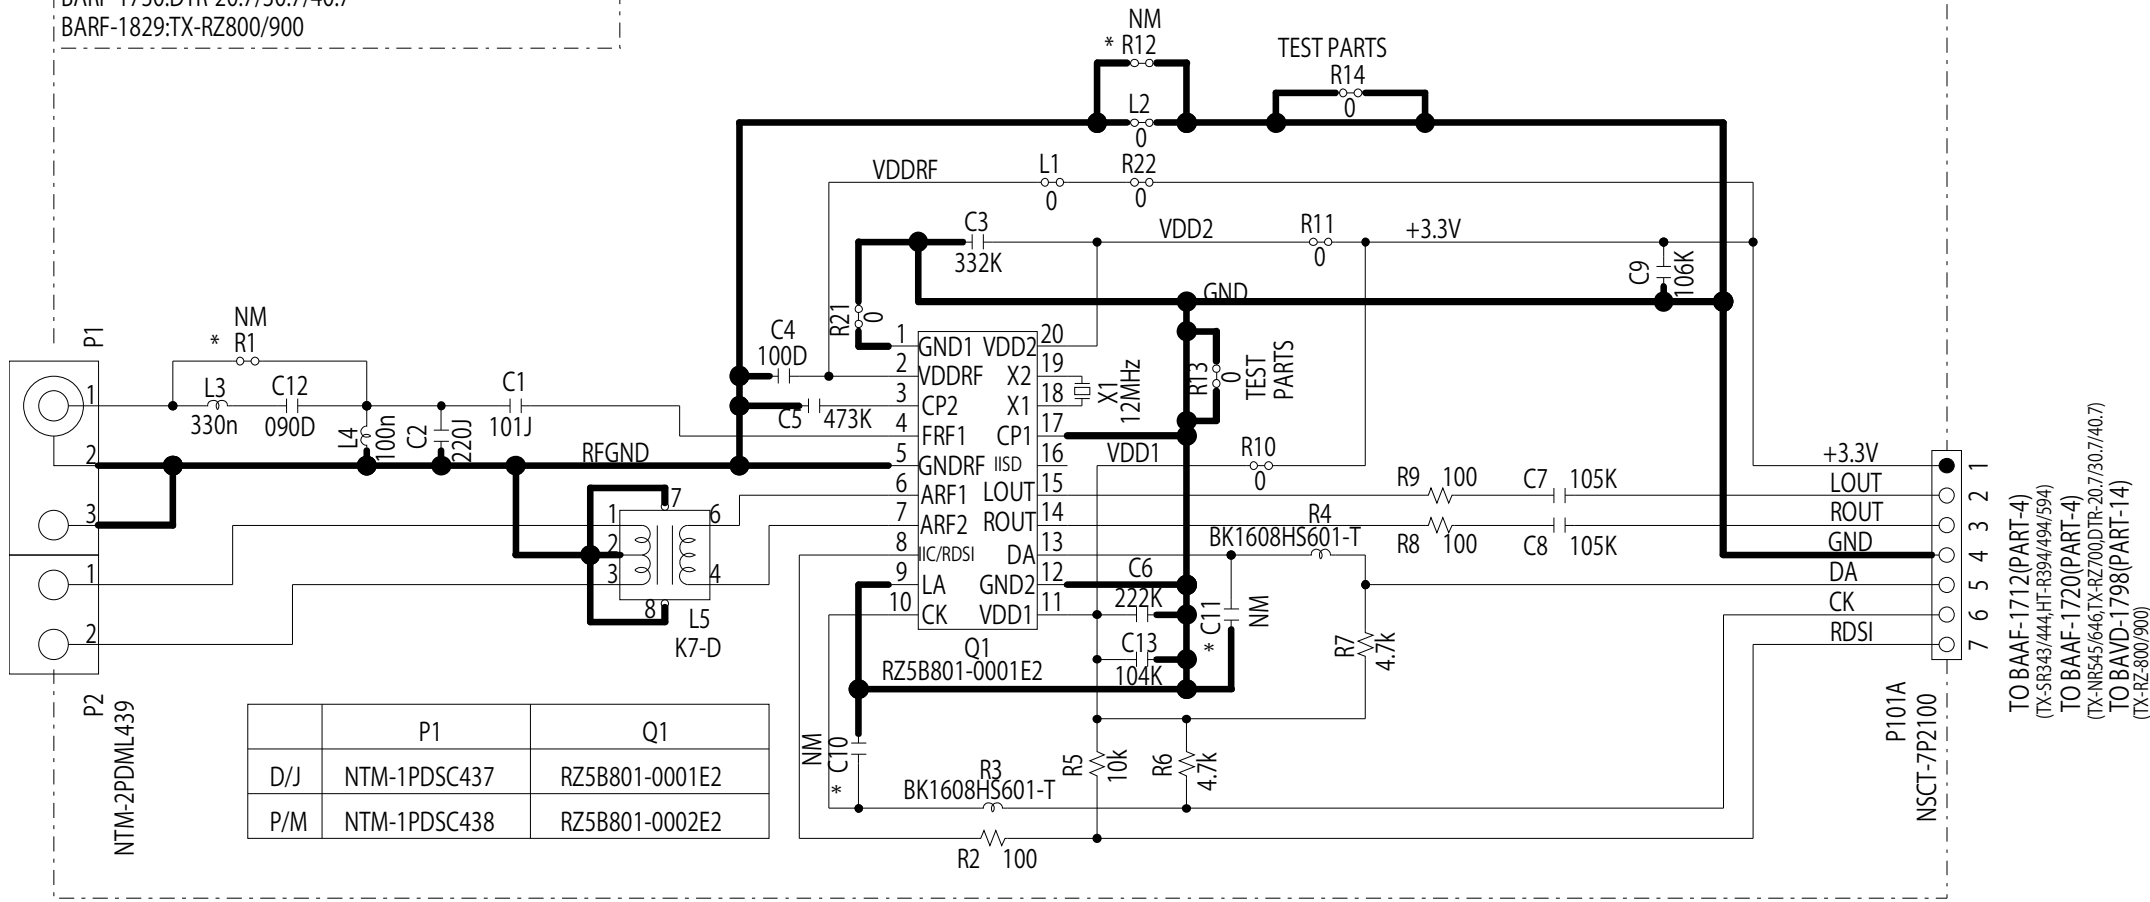 BARF-1829:TX-RZ800/900
NM
* R12
TEST PARTS
R14
0
L2
0
VDDRF
L1
0
R22
0
C3
332K
VDD2
R11
0
+3.3V
C9
106K
GND
R21
0
NM
* R1
L3
330n
C12
090D
C1
101J
L4
100n
C2
220J
C4
100D
C5
473K
RFGND
P1
1
2
3
1
2
P2
NTM-2PDML439
1
2
3
4
5
6
7
8
9
10
GND1
VDDRF
CP2
FRF1
GNDRF
ARF1
ARF2
IIC/RDSI
LA
CK
VDD2
X2
X1
CP1
IISD
LOUT
ROUT
DA
GND2
VDD1
20
19
18
17
16
15
14
13
12
11
Q1
RZ5B801-0001E2
X1
12MHz
R13
0
TEST
PARTS
VDD1
R10
0
R9 100
C7 105K
R8 100
C8 105K
R4
BK1608HS601-T
C6
222K
C13
104K
* C11
NM
R7
4.7k
7
1
2
3
6
4
8
L5
K7-D
NM
* C10
R3
BK1608HS601-T
R5
10k
R6
4.7k
R2 100
+3.3V
LOUT
ROUT
GND
DA
CK
RDSI
1
2
3
4
5
6
7
P101A
NSCT-7P2100
TO BAAF-1712(PART-4)
(TX-SR343/444,HT-R394/494/594)
TO BAAF-1720(PART-4)
(TX-NR545/646,TX-RZ700,DTR-20.7/30.7/40.7)
TO BAVD-1798(PART-14)
(TX-RZ-800/900)
P1 Q1
D/J NTM-1PDSC437 RZ5B801-0001E2
P/M NTM-1PDSC438 RZ5B801-0002E2